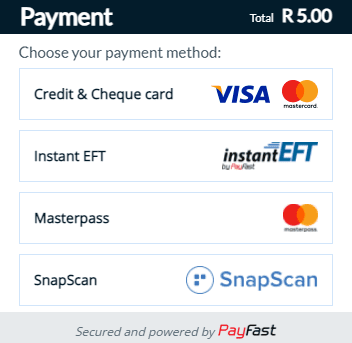 Payment Total R 5.00
Choose your payment method:
Credit & Cheque card VISA mastercard.
Instant EFT instantEFT
by PayFast
Masterpass masterpass.
SnapScan SnapScan
Secured and powered by PayFast